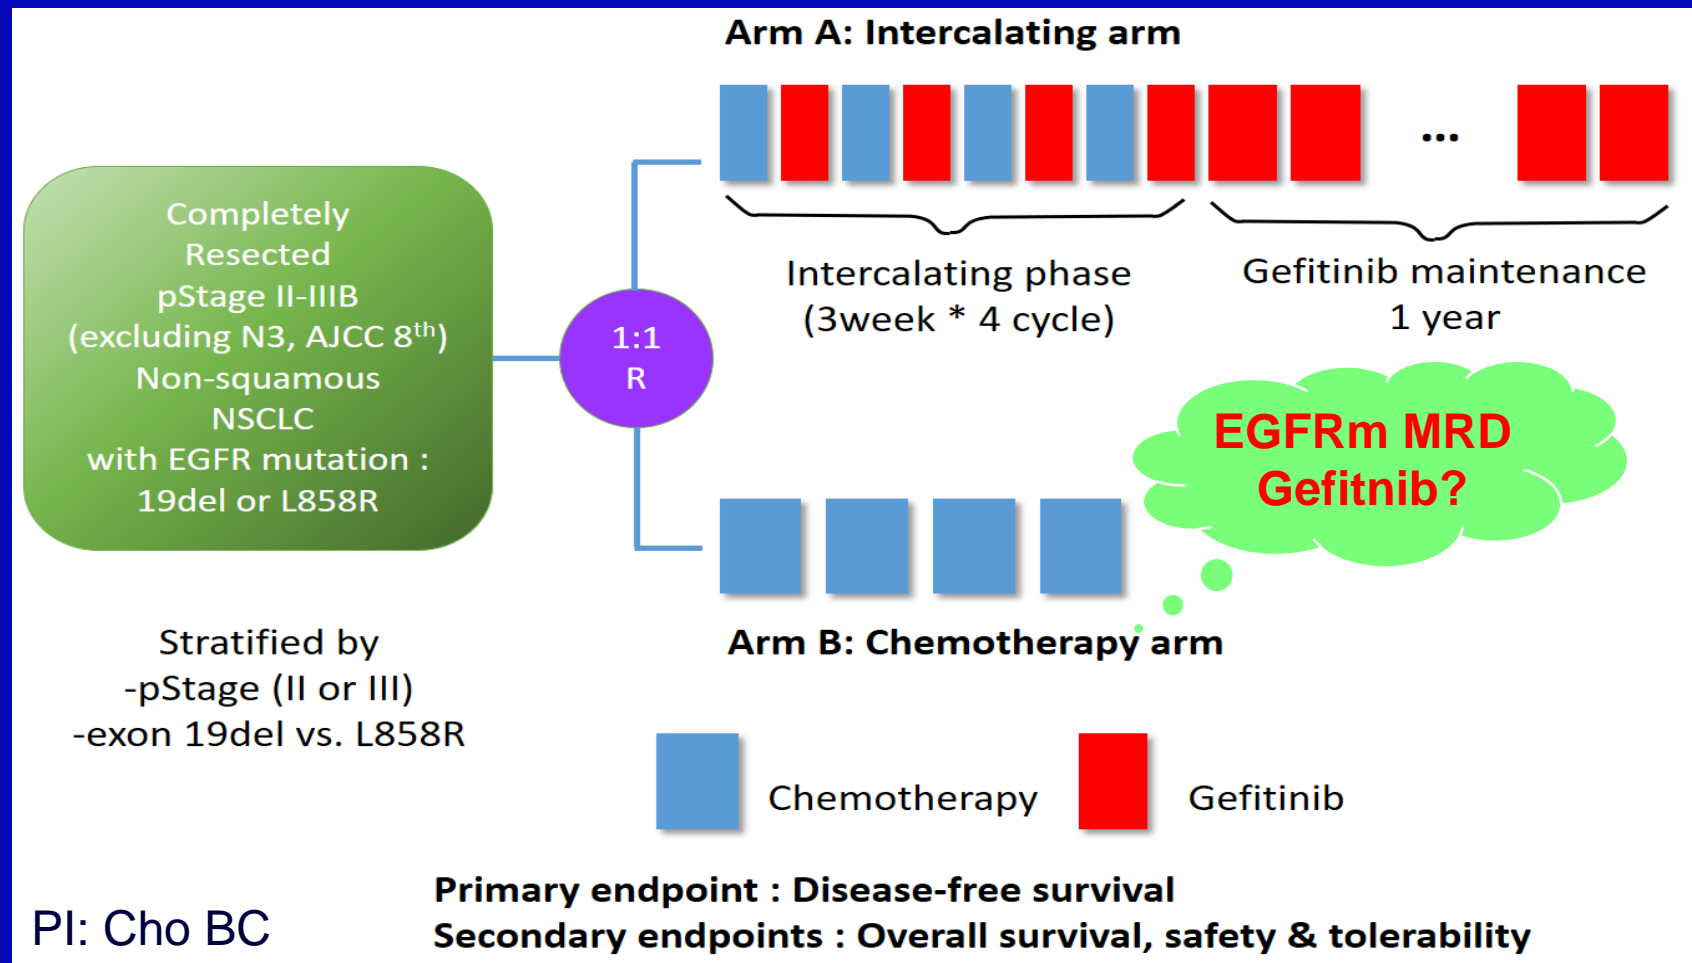 Arm A: Intercalating arm
Completely
Resected
pStage II-IIIB
(excluding N3, AJCC 8th)
Non-squamous
NSCLC
with EGFR mutation :
19del or L858R
1:1
R
...
Intercalating phase
(3week * 4 cycle)
Gefitinib maintenance
1 year
EGFRm MRD
Gefitnib?
Arm B: Chemotherapy arm
Stratified by
-pStage (II or III)
-exon 19del vs. L858R
Chemotherapy
Gefitinib
Primary endpoint : Disease-free survival
Secondary endpoints : Overall survival, safety & tolerability
PI: Cho BC